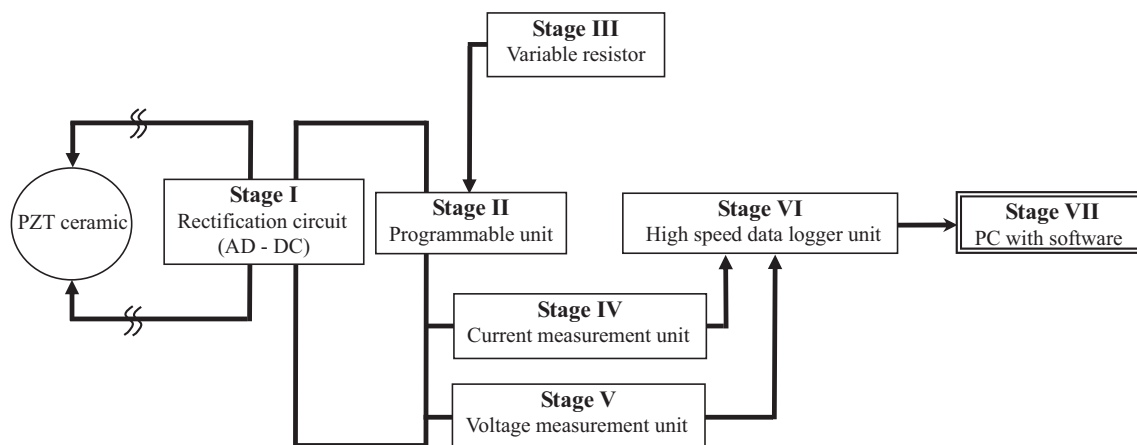 Stage III
Variable resistor
PZT ceramic
Stage I
Rectification circuit
(AD - DC)
Stage II
Programmable unit
Stage VI
High speed data logger unit
Stage VII
PC with software
Stage IV
Current measurement unit
Stage V
Voltage measurement unit